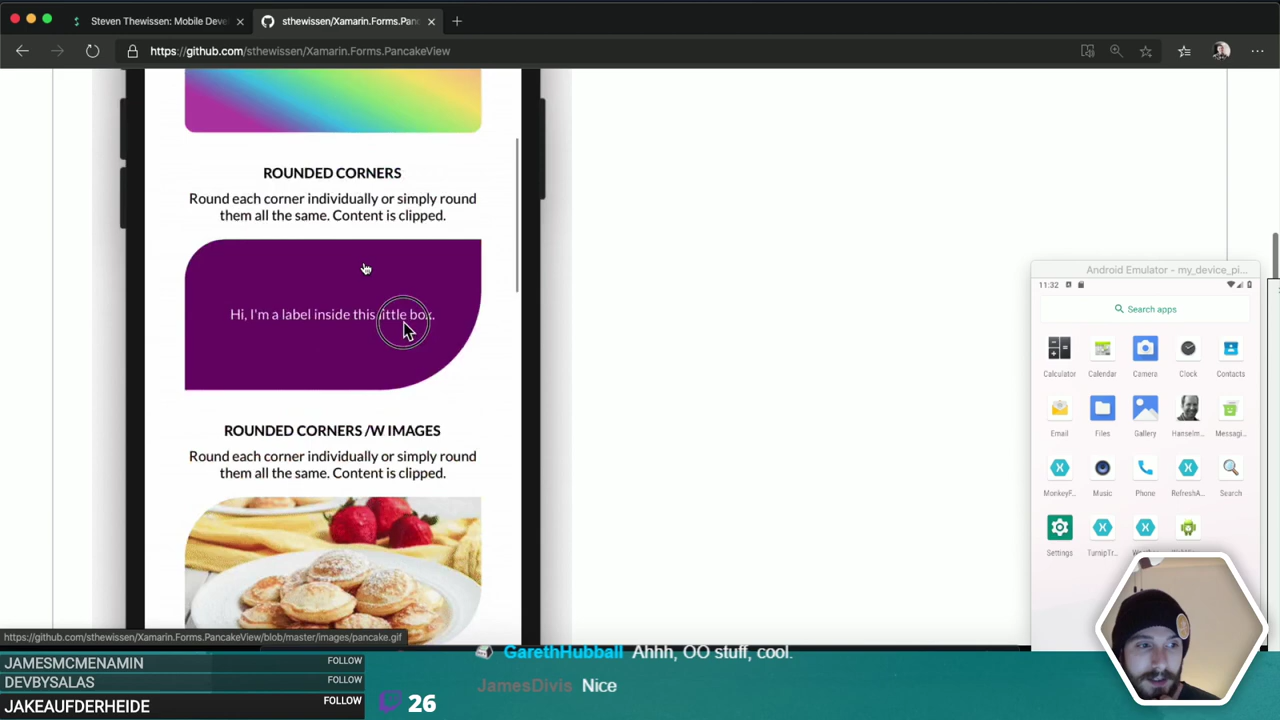 Steven Thewissen: Mobile Deve
sthewissen/Xamarin.Forms.Pan
https://github.com/sthewissen/Xamarin.Forms.PancakeView
ROUNDED CORNERS
Round each corner individually or simply round
them all the same. Content is clipped.
Hi, I'm a label inside this little box.
ROUNDED CORNERS /W IMAGES
Round each corner individually or simply round
them all the same. Content is clipped.
https://github.com/sthewissen/Xamarin.Forms.PancakeView/blob/master/images/pancake.gif
Android Emulator - my_device_pi...
11:32
Search apps
Calculator Calendar Camera Clock Contacts
Email Files Gallery Hanselm... Messagi...
MonkeyF... Music Phone RefreshA... Search
Settings TurnipTr...
JAMESMCMENAMIN FOLLOW
DEVBYSALAS FOLLOW
JAKEAUFDERHEIDE FOLLOW
26
GarethHubball Ahhh, OO stuff, cool.
JamesDivis Nice